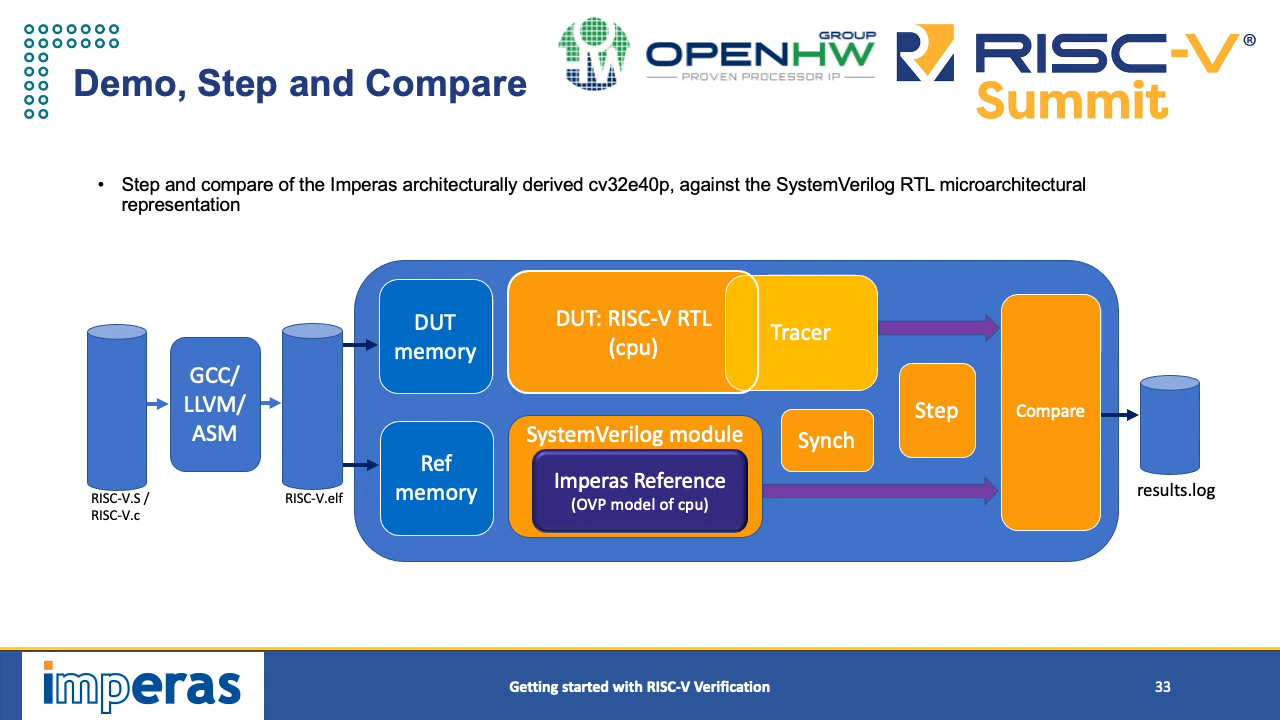 Demo, Step and Compare
OPENHW
GROUP
PROVEN PROCESSOR IP
RISC-V®
Summit
• Step and compare of the Imperas architecturally derived cv32e40p, against the SystemVerilog RTL microarchitectural
representation
RISC-V.S /
RISC-V.c
GCC/
LLVM/
ASM
RISC-V.elf
DUT
memory
Ref
memory
DUT: RISC-V RTL
(cpu)
Tracer
SystemVerilog module
Imperas Reference
(OVP model of cpu)
Synch
Step
Compare
results.log
imperas
Getting started with RISC-V Verification
33